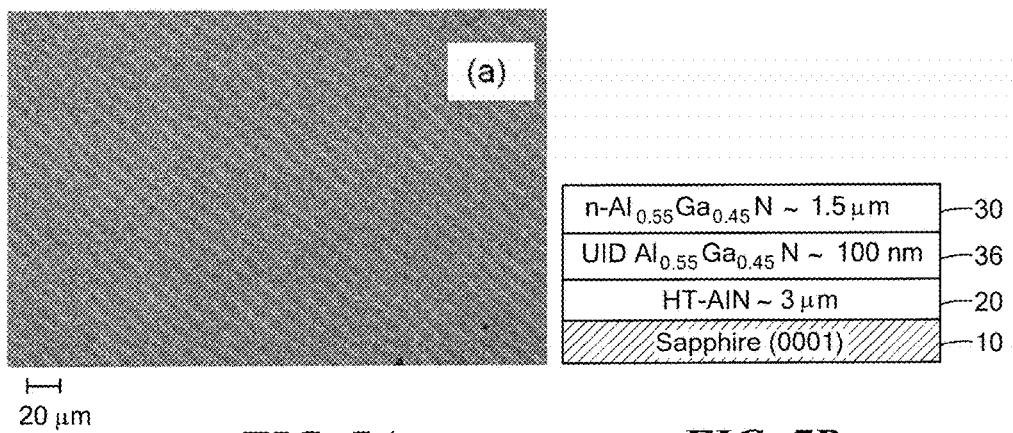 (a)
n-Al0.55Ga0.45N ~ 1.5 μm
30
UID Al0.55Ga0.45N ~ 100 nm
36
HT-AlN ~ 3 μm
20
Sapphire (0001)
10
20 μm